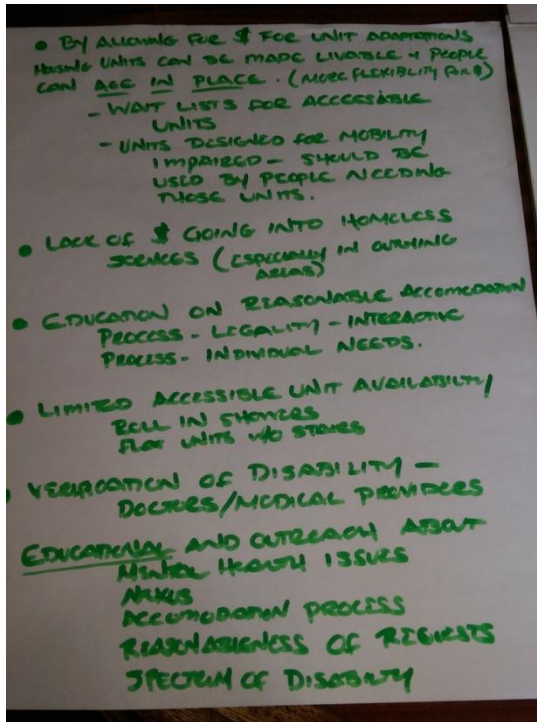 • BY ALLOWING FOR $ FOR UNIT ADAPTATIONS
HOUSING UNITS CAN BE MADE LIVABLE + PEOPLE
CAN AGE IN PLACE. (MORE FLEXIBILITY FOR $)
- WAIT LISTS FOR ACCESSABLE
UNITS
- UNITS DESIGNED FOR MOBILITY
IMPAIRED - SHOULD BE
USED BY PEOPLE NEEDING
THOSE UNITS.
• LACK OF $ GOING INTO HOMELESS
SERVICES (ESPECIALLY IN OUTLYING
AREAS)
• EDUCATION ON REASONABLE ACCOMODATION
PROCESS - LEGALITY - INTERACTIVE
PROCESS - INDIVIDUAL NEEDS.
• LIMITED ACCESSIBLE UNIT AVAILABILITY
ROLL IN SHOWERS
FLAT UNITS W/O STAIRS
• VERIFICATION OF DISABILITY -
DOCTORS/MEDICAL PROVIDERS
EDUCATIONAL AND OUTREACH ABOUT
MENTAL HEALTH ISSUES
NEXUS
ACCOMODATION PROCESS
REASONABLENESS OF REQUESTS
SPECTRUM OF DISABILITY